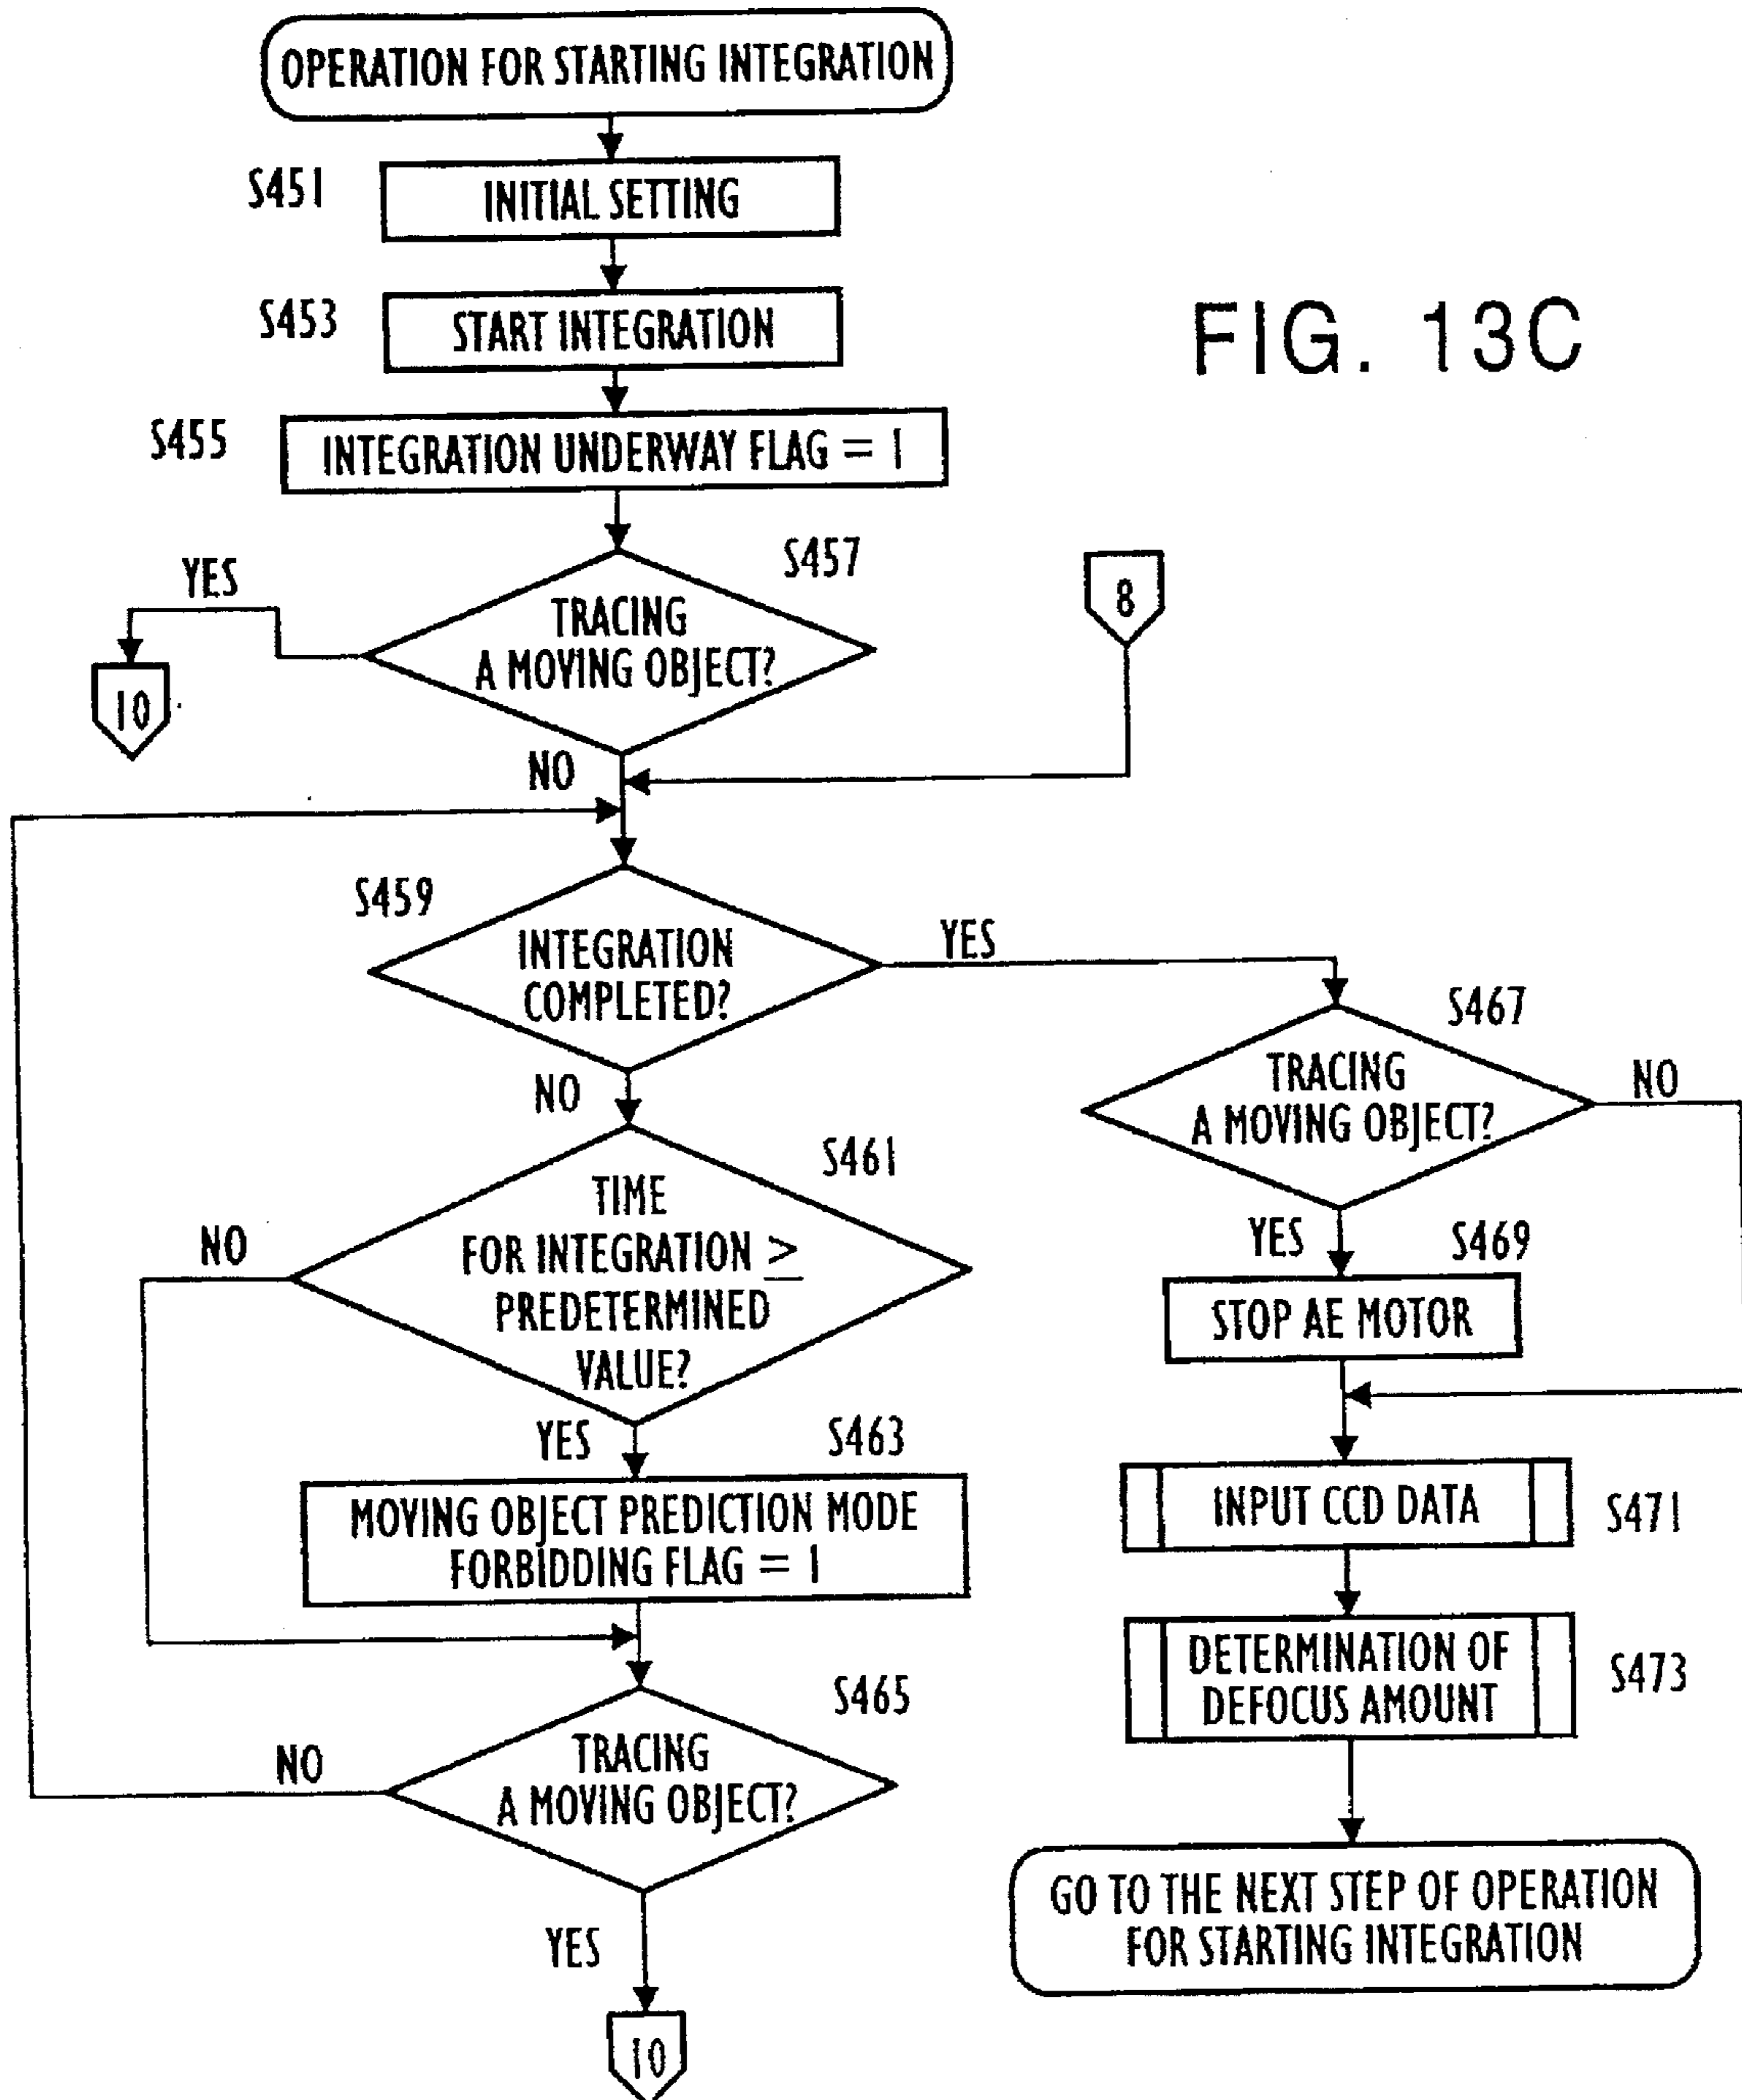 OPERATION FOR STARTING INTEGRATION
S451
INITIAL SETTING
S453
START INTEGRATION
FIG. 13C
S455
INTEGRATION UNDERWAY FLAG = 1
S457
YES
TRACING
A MOVING OBJECT?
8
10
NO
S459
INTEGRATION
COMPLETED?
YES
S467
TRACING
A MOVING OBJECT?
NO
NO
S461
TIME
FOR INTEGRATION ≥
PREDETERMINED
VALUE?
NO
YES
S469
STOP AE MOTOR
YES
S463
MOVING OBJECT PREDICTION MODE
FORBIDDING FLAG = 1
INPUT CCD DATA
S471
DETERMINATION OF
DEFOCUS AMOUNT
S473
S465
TRACING
A MOVING OBJECT?
NO
YES
10
GO TO THE NEXT STEP OF OPERATION
FOR STARTING INTEGRATION